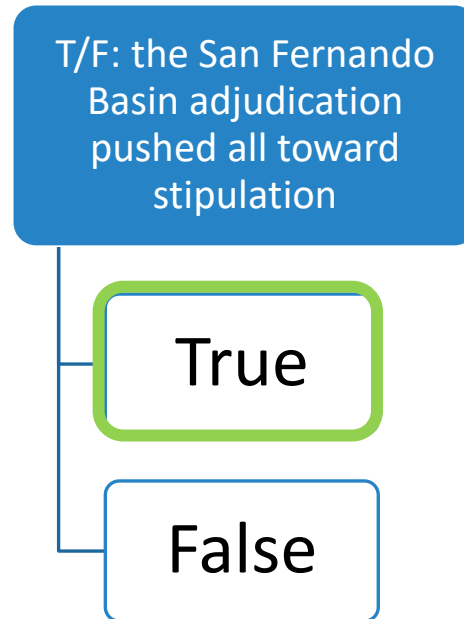 T/F: the San Fernando
Basin adjudication
pushed all toward
stipulation
True
False